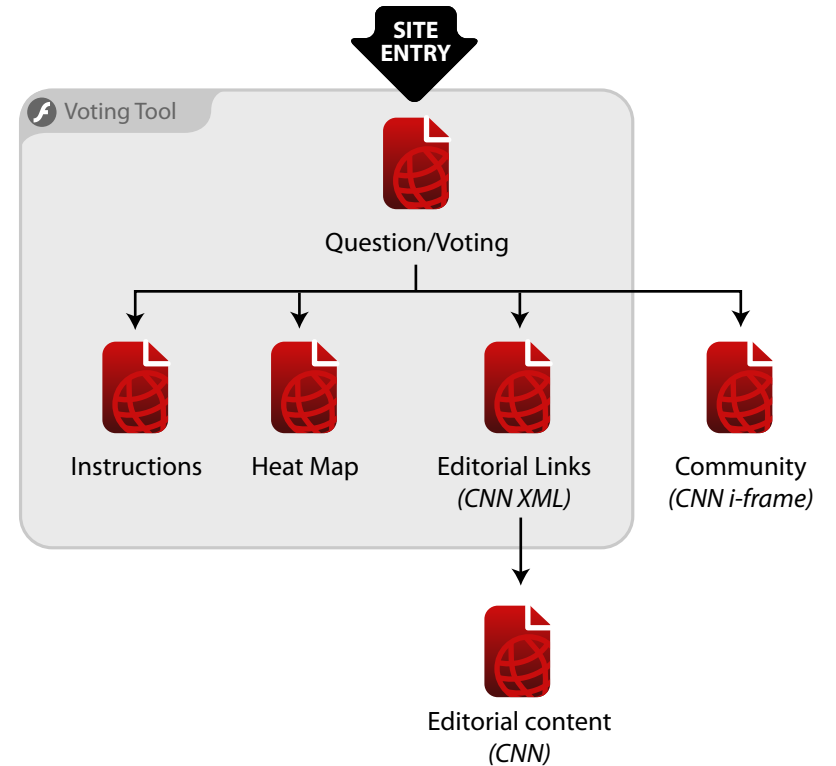 SITE
ENTRY
Voting Tool
Question/Voting
Instructions
Heat Map
Editorial Links
(CNN XML)
Community
(CNN i-frame)
Editorial content
(CNN)